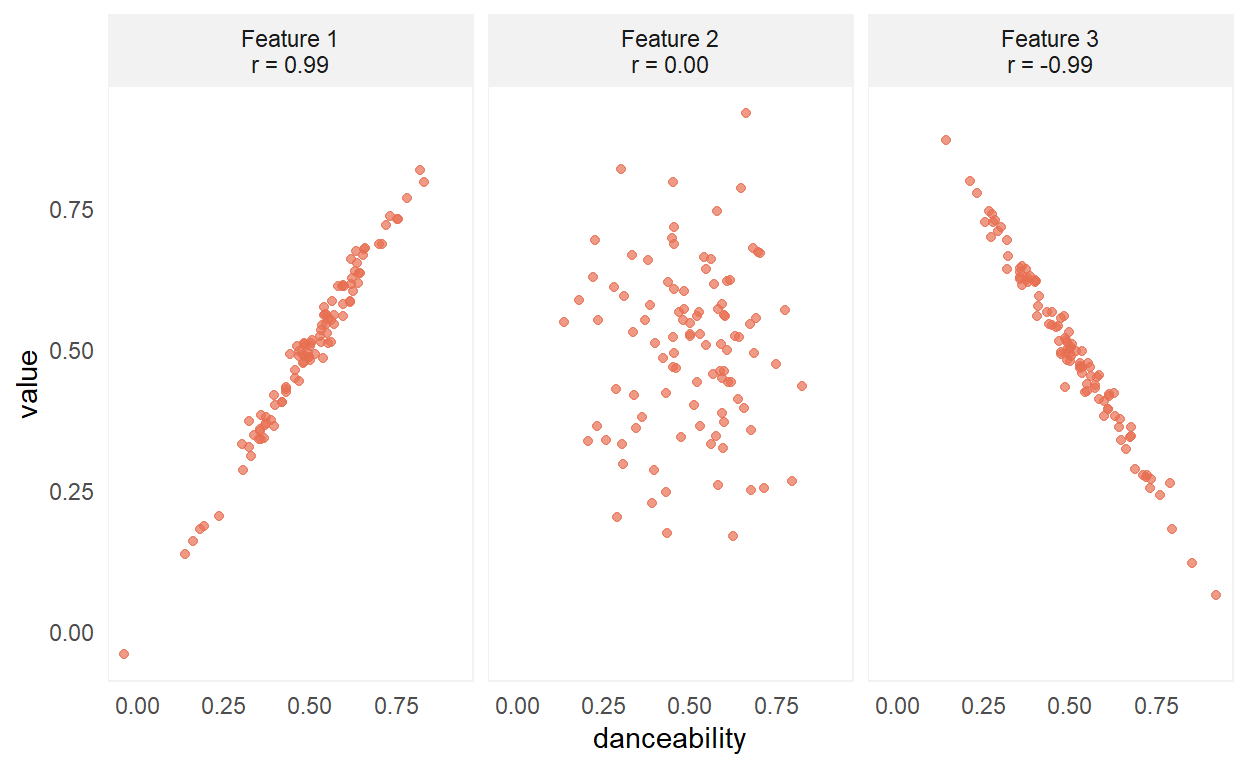 Feature 1
r = 0.99
Feature 2
r = 0.00
Feature 3
r = -0.99
value
0.75
0.50
0.25
0.00
0.00 0.25 0.50 0.75
0.00 0.25 0.50 0.75
0.00 0.25 0.50 0.75
danceability